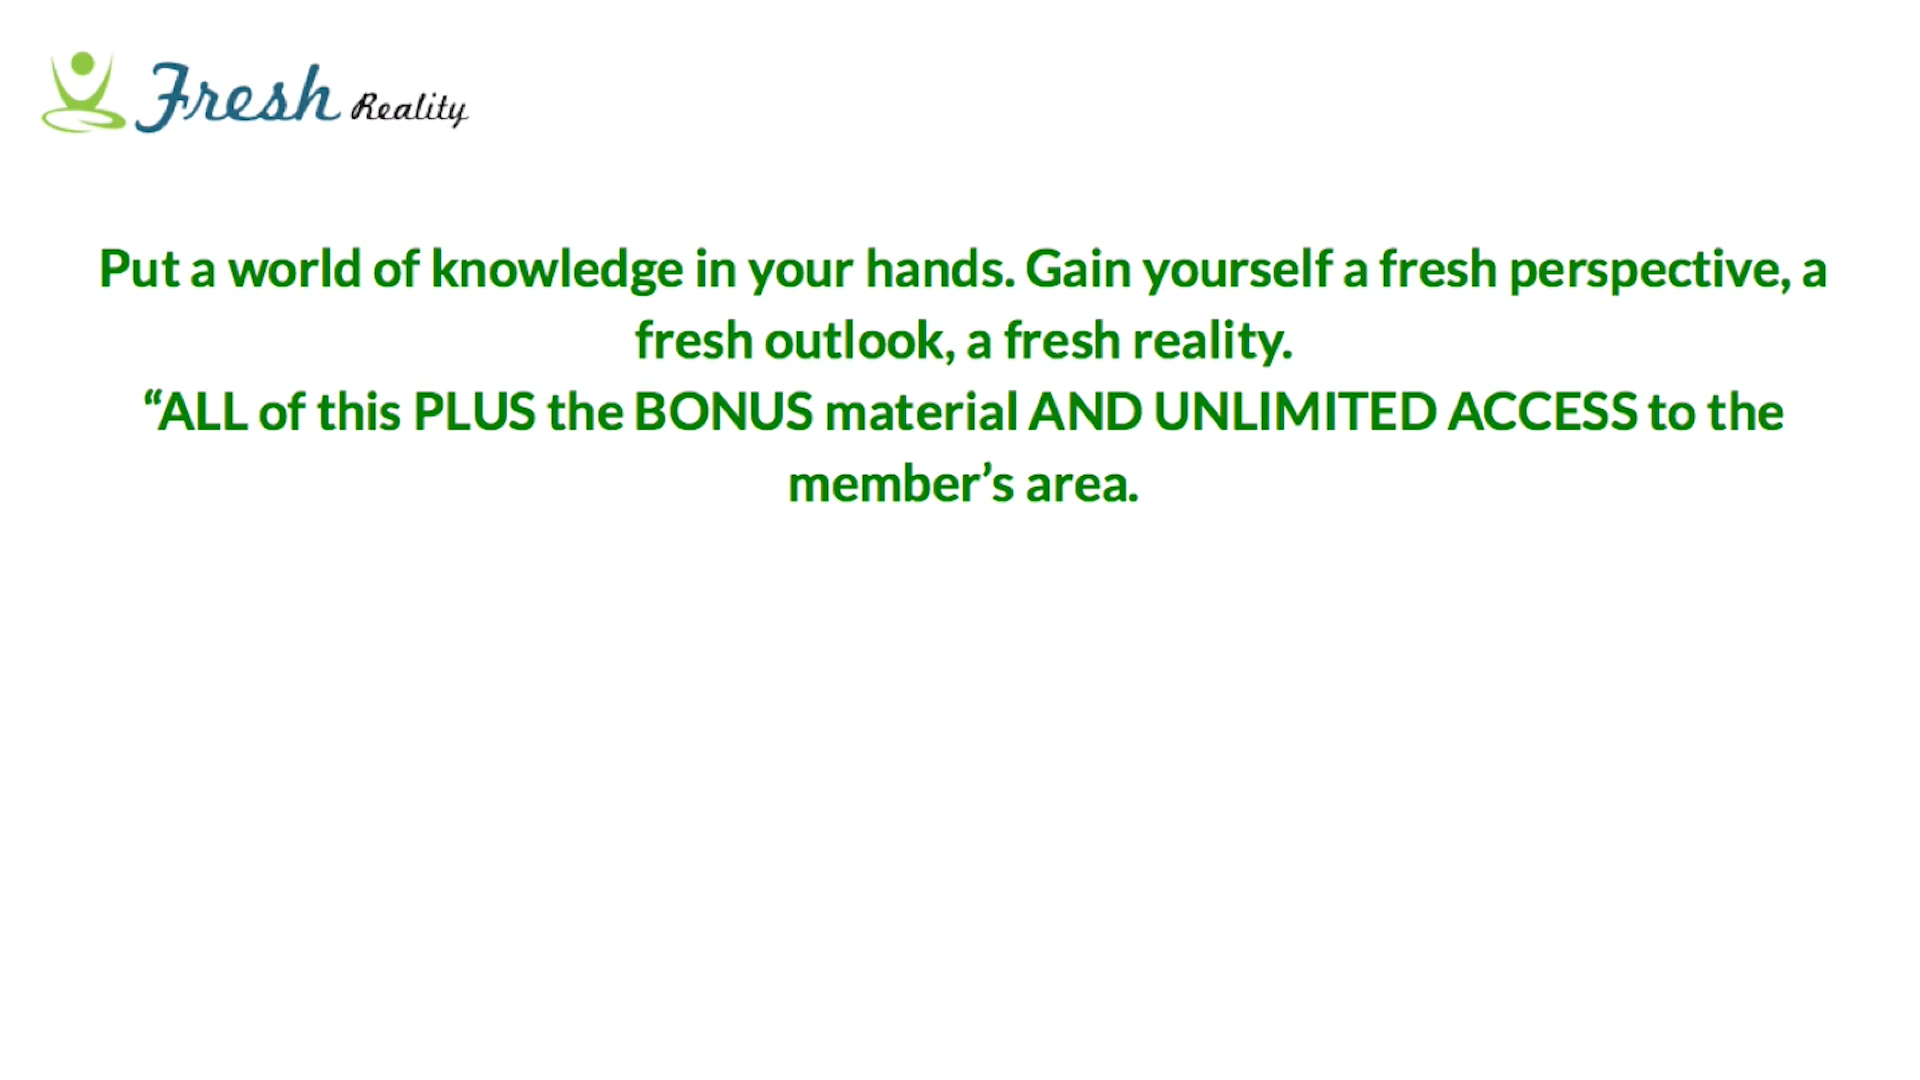 Fresh Reality
Put a world of knowledge in your hands. Gain yourself a fresh perspective, a
fresh outlook, a fresh reality.
“ALL of this PLUS the BONUS material AND UNLIMITED ACCESS to the
member’s area.